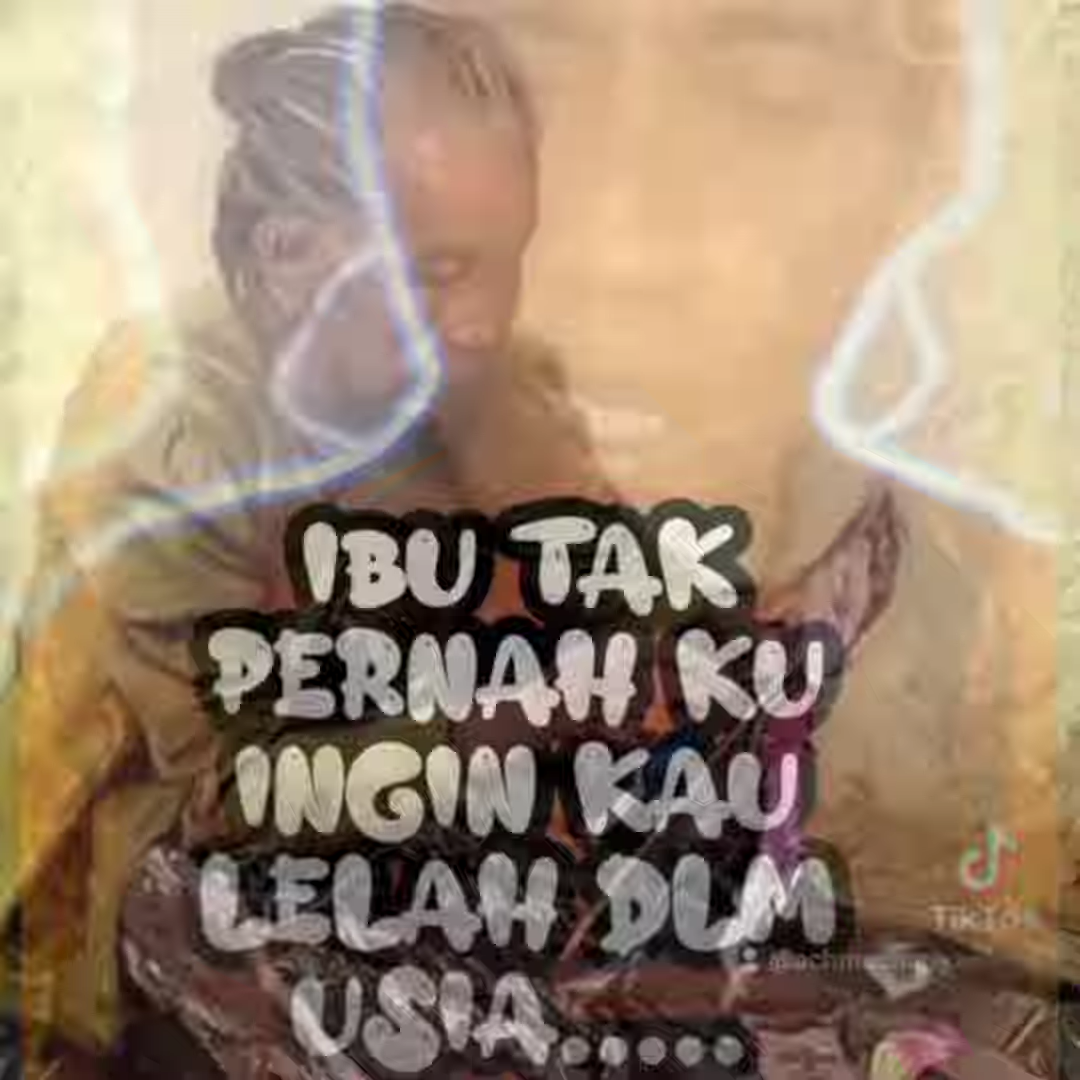 IBU TAK
PERNAH KU
INGIN KAU
LELAH DLM
USIA......
TikTok